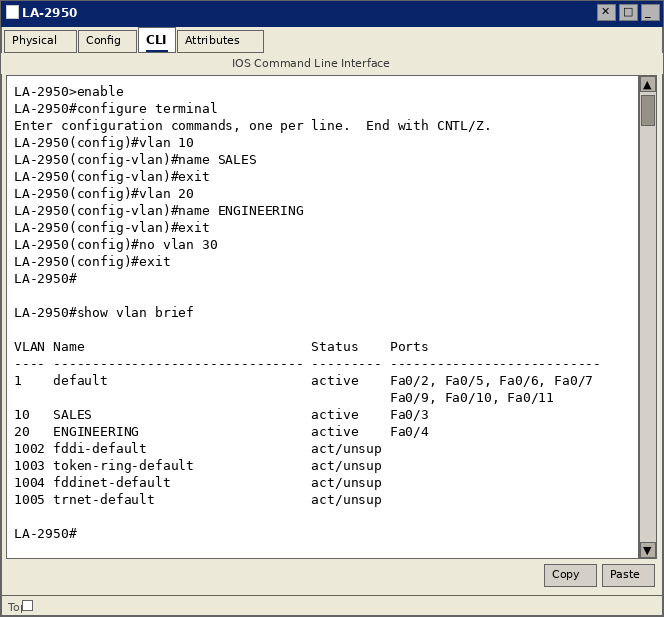 LA-2950
Physical Config CLI Attributes
IOS Command Line Interface
LA-2950>enable
LA-2950#configure terminal
Enter configuration commands, one per line.  End with CNTL/Z.
LA-2950(config)#vlan 10
LA-2950(config-vlan)#name SALES
LA-2950(config-vlan)#exit
LA-2950(config)#vlan 20
LA-2950(config-vlan)#name ENGINEERING
LA-2950(config-vlan)#exit
LA-2950(config)#no vlan 30
LA-2950(config)#exit
LA-2950#
LA-2950#show vlan brief
VLAN Name                             Status    Ports
---- -------------------------------- --------- ---------------------------
1    default                          active    Fa0/2, Fa0/5, Fa0/6, Fa0/7
                                                Fa0/9, Fa0/10, Fa0/11
10   SALES                            active    Fa0/3
20   ENGINEERING                      active    Fa0/4
1002 fddi-default                     act/unsup
1003 token-ring-default               act/unsup
1004 fddinet-default                  act/unsup
1005 trnet-default                    act/unsup
LA-2950#
Copy Paste